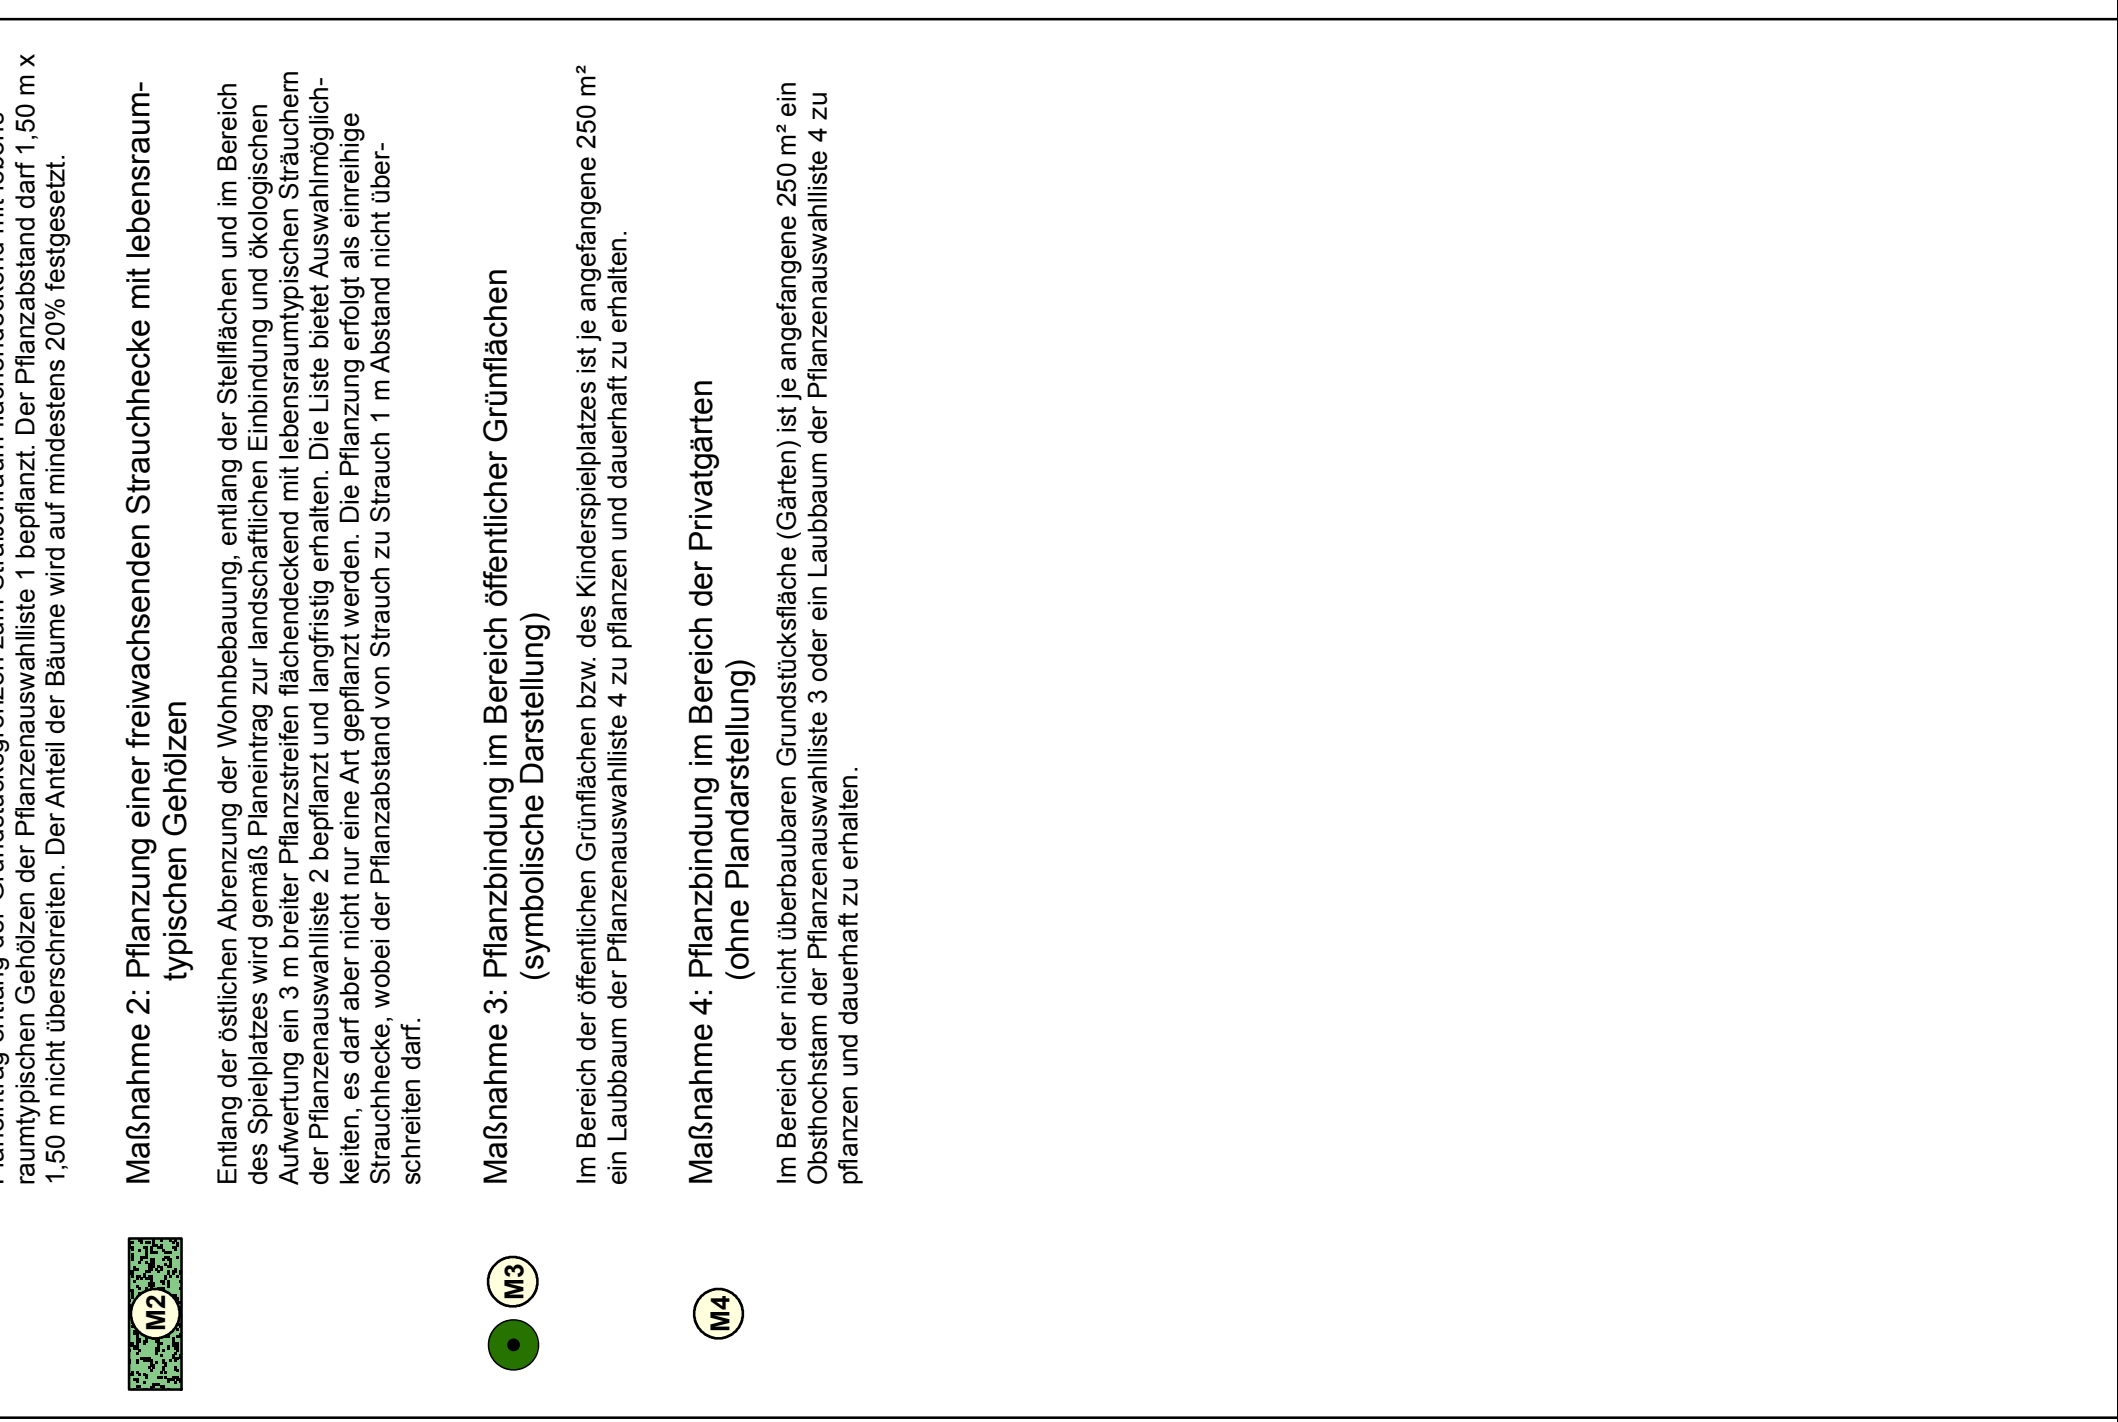 raumtypischen Gehölzen der Pflanzenauswahlliste 1 bepflanzt. Der Pflanzabstand darf 1,50 m x
1,50 m nicht überschreiten. Der Anteil der Bäume wird auf mindestens 20% festgesetzt.
M2
Maßnahme 2: Pflanzung einer freiwachsenden Strauchhecke mit lebensraum-
typischen Gehölzen
Entlang der östlichen Abrenzung der Wohnbebauung, entlang der Stellflächen und im Bereich
des Spielplatzes wird gemäß Planeintrag zur landschaftlichen Einbindung und ökologischen
Aufwertung ein 3 m breiter Pflanzstreifen flächendeckend mit lebensraumtypischen Sträuchern
der Pflanzenauswahlliste 2 bepflanzt und langfristig erhalten. Die Liste bietet Auswahlmöglich-
keiten, es darf aber nicht nur eine Art gepflanzt werden. Die Pflanzung erfolgt als einreihige
Strauchhecke, wobei der Pflanzabstand von Strauch zu Strauch 1 m Abstand nicht über-
schreiten darf.
M3
Maßnahme 3: Pflanzbindung im Bereich öffentlicher Grünflächen
(symbolische Darstellung)
Im Bereich der öffentlichen Grünflächen bzw. des Kinderspielplatzes ist je angefangene 250 m²
ein Laubbaum der Pflanzenauswahlliste 4 zu pflanzen und dauerhaft zu erhalten.
M4
Maßnahme 4: Pflanzbindung im Bereich der Privatgärten
(ohne Plandarstellung)
Im Bereich der nicht überbaubaren Grundstücksfläche (Gärten) ist je angefangene 250 m² ein
Obsthochstam der Pflanzenauswahlliste 3 oder ein Laubbaum der Pflanzenauswahlliste 4 zu
pflanzen und dauerhaft zu erhalten.